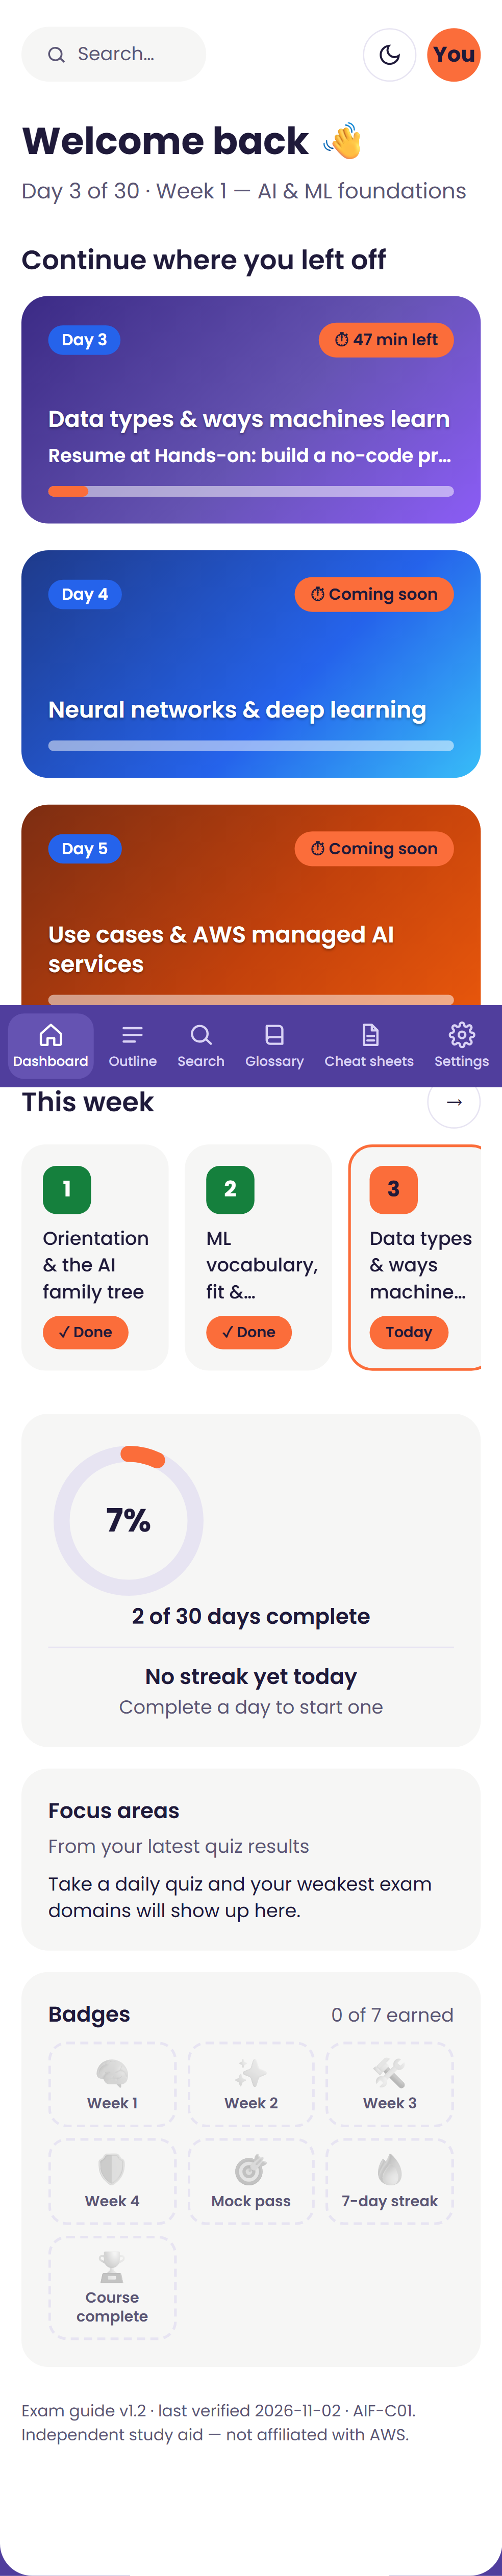 Search...
You
Welcome back 👋
Day 3 of 30 · Week 1 — AI & ML foundations
Continue where you left off
Day 3
⏱ 47 min left
Data types & ways machines learn
Resume at Hands-on: build a no-code pr...
Day 4
⏱ Coming soon
Neural networks & deep learning
Day 5
⏱ Coming soon
Use cases & AWS managed AI
services
Dashboard
Outline
Search
Glossary
Cheat sheets
Settings
This week
→
1
Orientation
& the AI
family tree
✓ Done
2
ML
vocabulary,
fit &...
✓ Done
3
Data types
& ways
machine...
Today
7%
2 of 30 days complete
No streak yet today
Complete a day to start one
Focus areas
From your latest quiz results
Take a daily quiz and your weakest exam
domains will show up here.
Badges
0 of 7 earned
Week 1
Week 2
Week 3
Week 4
Mock pass
7-day streak
Course
complete
Exam guide v1.2 · last verified 2026-11-02 · AIF-C01.
Independent study aid — not affiliated with AWS.